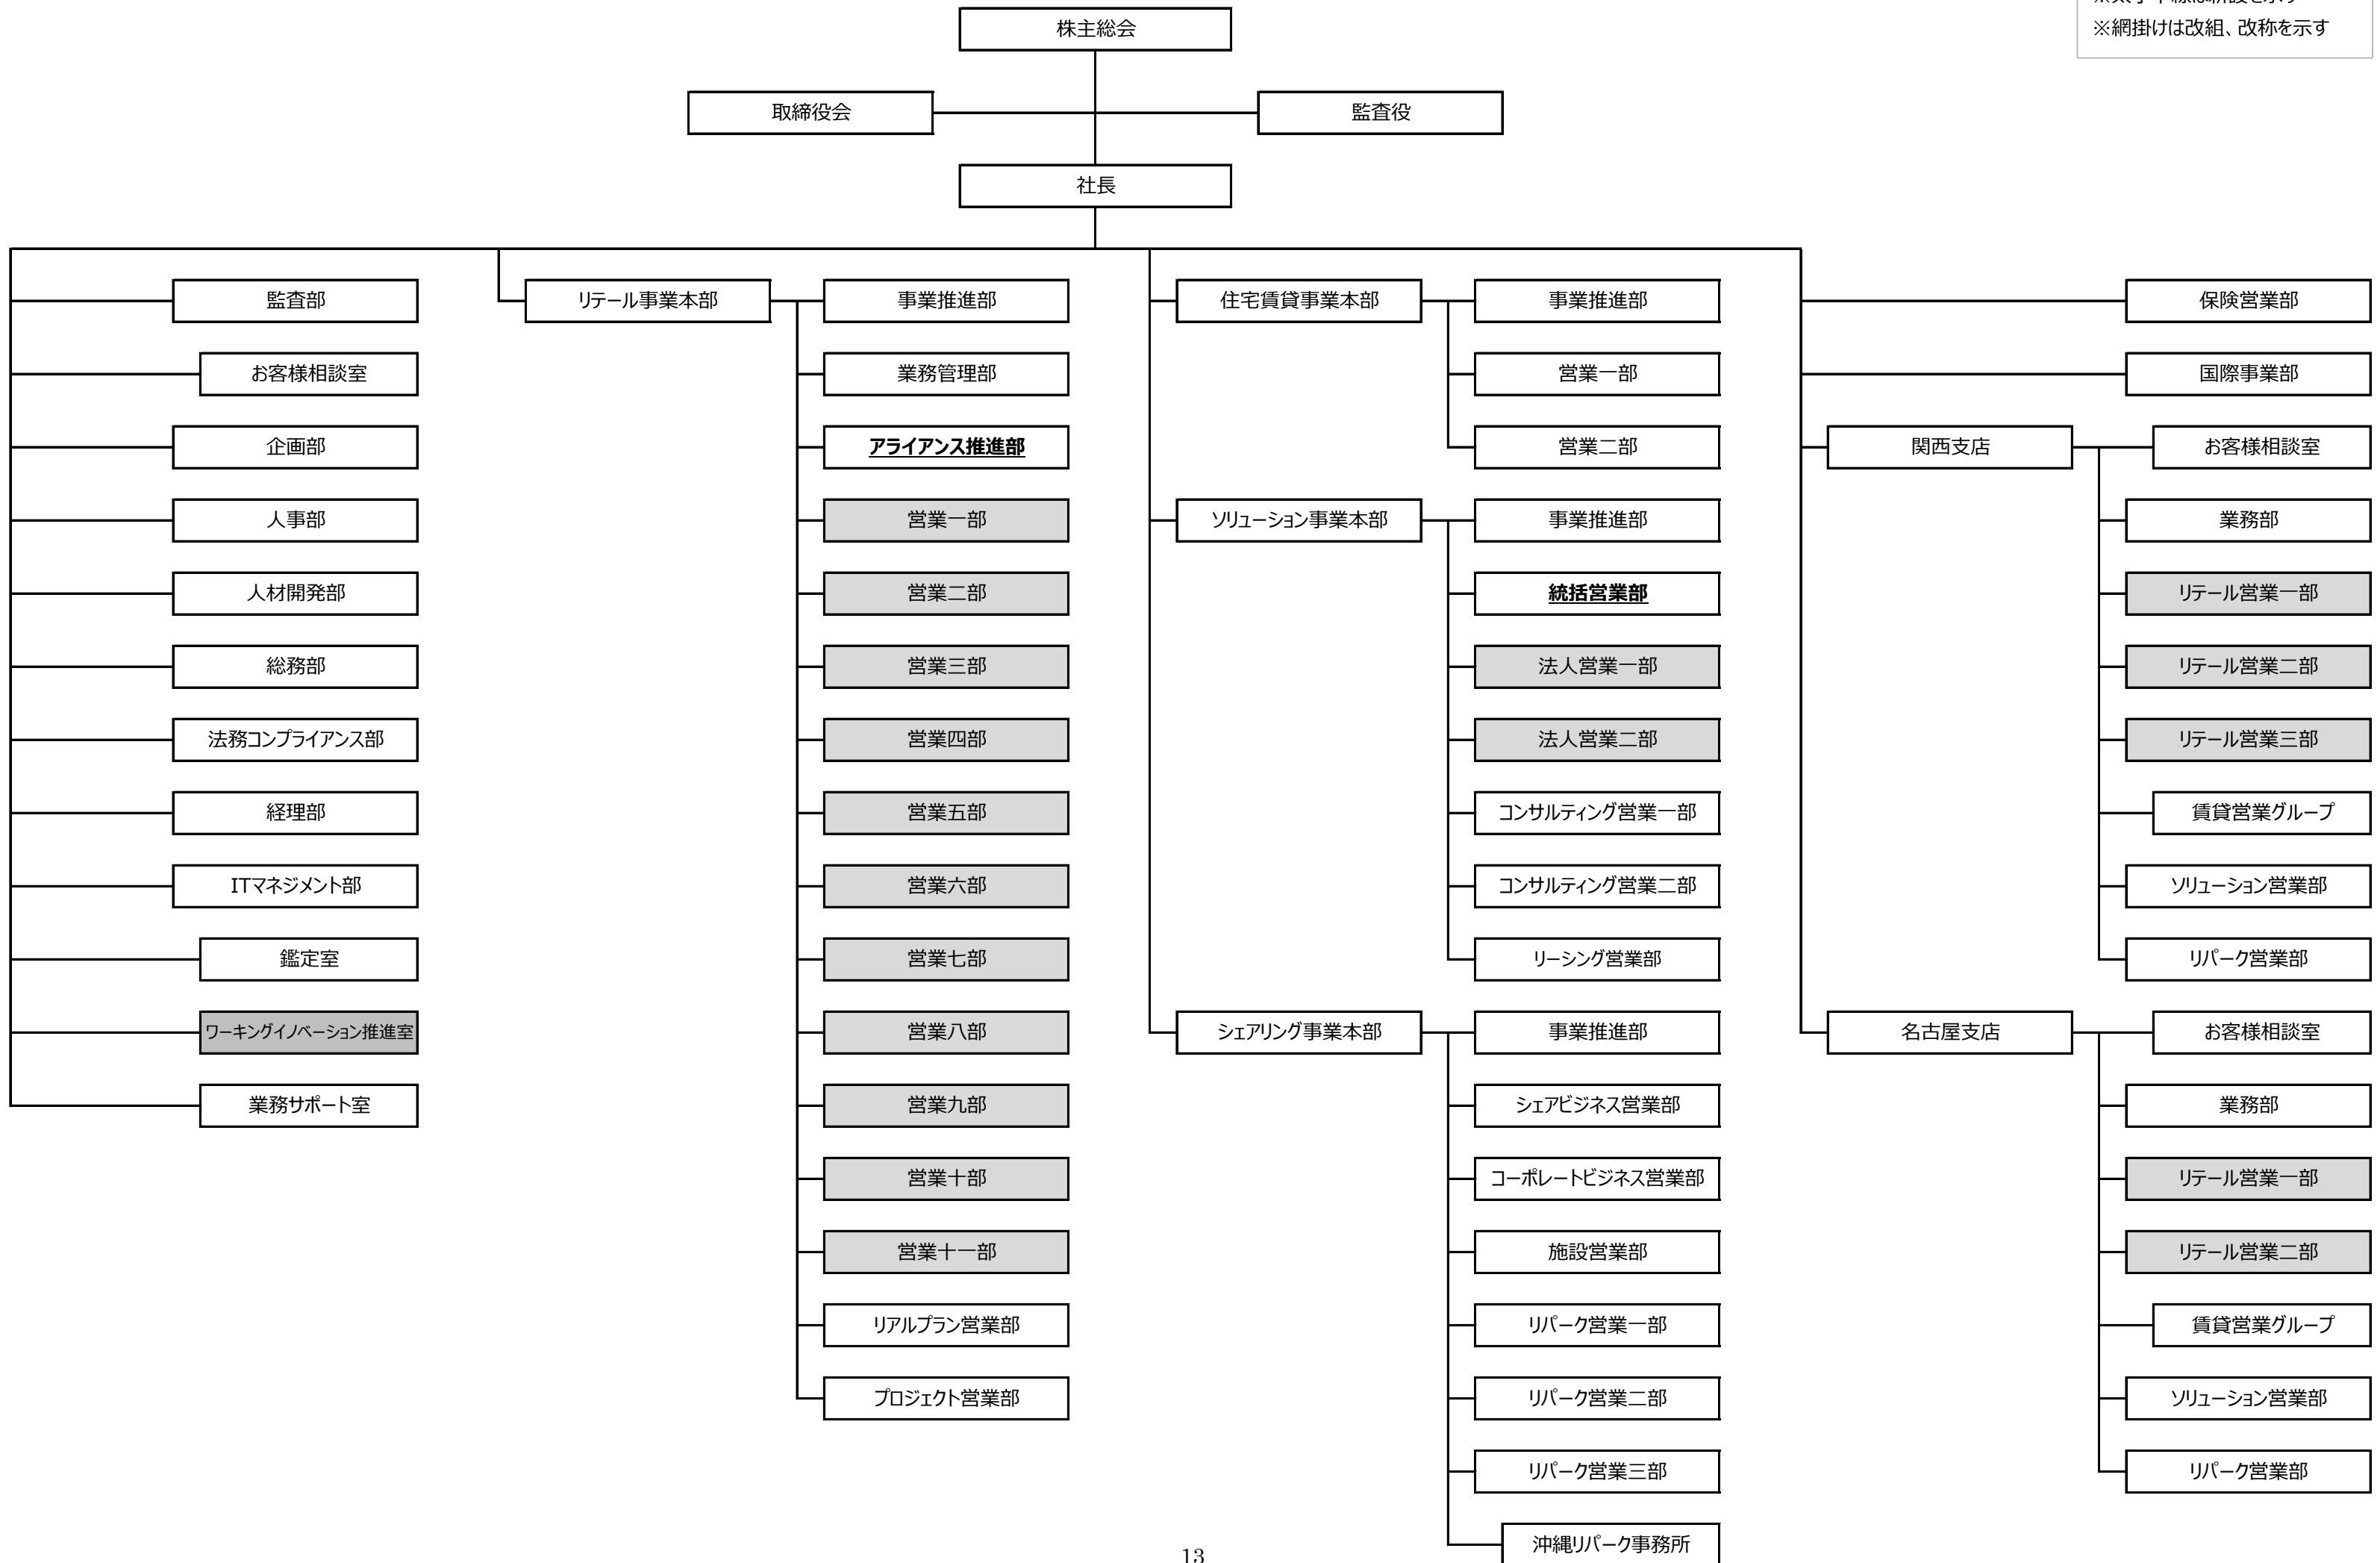 ※網掛けは改組、改称を示す
株主総会
取締役会
監査役
社長
監査部
お客様相談室
企画部
人事部
人材開発部
総務部
法務コンプライアンス部
経理部
ITマネジメント部
鑑定室
ワーキングイノベーション推進室
業務サポート室
リテール事業本部
事業推進部
業務管理部
アライアンス推進部
営業一部
営業二部
営業三部
営業四部
営業五部
営業六部
営業七部
営業八部
営業九部
営業十部
営業十一部
リアルプラン営業部
プロジェクト営業部
住宅賃貸事業本部
事業推進部
営業一部
営業二部
ソリューション事業本部
事業推進部
統括営業部
法人営業一部
法人営業二部
コンサルティング営業一部
コンサルティング営業二部
リーシング営業部
シェアリング事業本部
事業推進部
シェアビジネス営業部
コーポレートビジネス営業部
施設営業部
リパーク営業一部
リパーク営業二部
リパーク営業三部
沖縄リパーク事務所
保険営業部
国際事業部
関西支店
お客様相談室
業務部
リテール営業一部
リテール営業二部
リテール営業三部
賃貸営業グループ
ソリューション営業部
リパーク営業部
名古屋支店
お客様相談室
業務部
リテール営業一部
リテール営業二部
賃貸営業グループ
ソリューション営業部
リパーク営業部
13